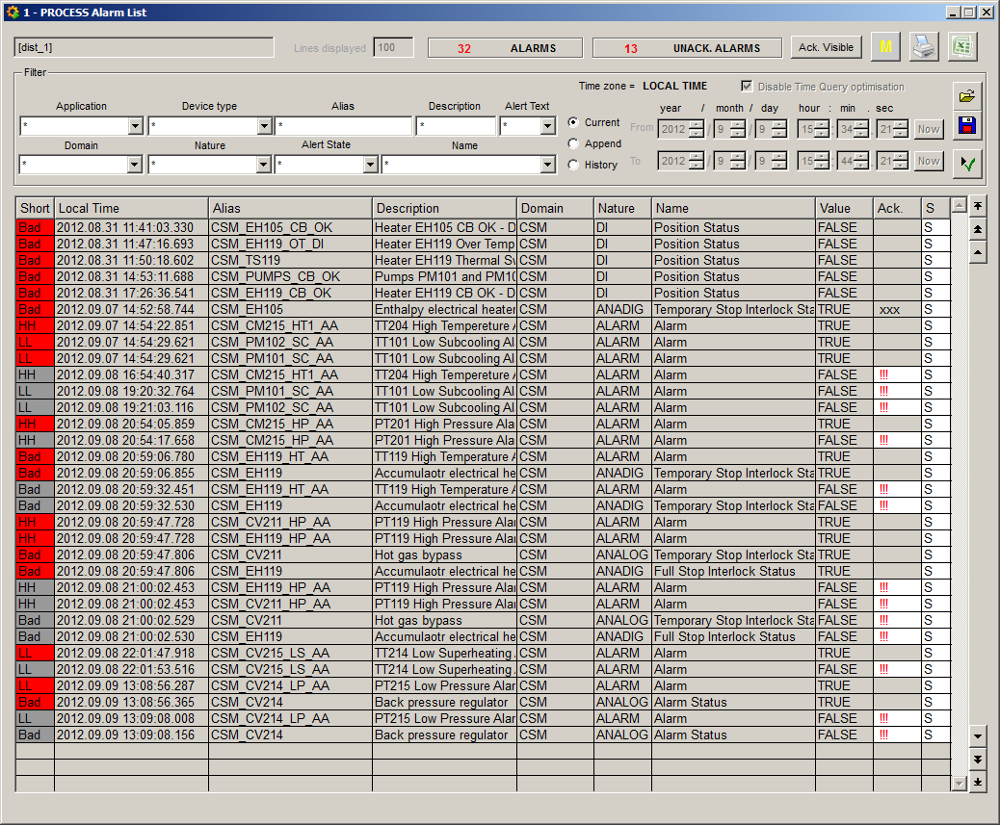 1 - PROCESS Alarm List
[dist_1] Lines displayed 100 32 ALARMS 13 UNACK. ALARMS Ack. Visible M
Filter
Time zone = LOCAL TIME Disable Time Query optimisation
Application Device type Alias Description Alert Text year / month / day hour : min . sec
* * * * * Current From 2012 / 9 / 9 15 : 34 . 21 Now
Domain Nature Alert State Name Append
* * * * History To 2012 / 9 / 9 15 : 44 . 21 Now
Short Local Time Alias Description Domain Nature Name Value Ack. S
Bad 2012.08.31 11:41:03.330 CSM_EH105_CB_OK Heater EH105 CB OK - D CSM DI Position Status FALSE S
Bad 2012.08.31 11:47:16.693 CSM_EH119_OT_DI Heater EH119 Over Temp CSM DI Position Status FALSE S
Bad 2012.08.31 11:50:18.602 CSM_TS119 Heater EH119 Thermal Sw CSM DI Position Status FALSE S
Bad 2012.08.31 14:53:11.688 CSM_PUMPS_CB_OK Pumps PM101 and PM10 CSM DI Position Status FALSE S
Bad 2012.08.31 17:26:36.541 CSM_EH119_CB_OK Heater EH119 CB OK - D CSM DI Position Status FALSE S
Bad 2012.09.07 14:52:58.744 CSM_EH105 Enthalpy electrical heater CSM ANADIG Temporary Stop Interlock Sta TRUE xxx S
HH 2012.09.07 14:54:22.851 CSM_CM215_HT1_AA TT204 High Tempereture A CSM ALARM Alarm TRUE S
LL 2012.09.07 14:54:29.621 CSM_PM102_SC_AA TT101 Low Subcooling Al CSM ALARM Alarm TRUE S
LL 2012.09.07 14:54:29.621 CSM_PM101_SC_AA TT101 Low Subcooling Al CSM ALARM Alarm TRUE S
HH 2012.09.08 16:54:40.317 CSM_CM215_HT1_AA TT204 High Tempereture A CSM ALARM Alarm FALSE !!! S
LL 2012.09.08 19:20:32.764 CSM_PM101_SC_AA TT101 Low Subcooling Al CSM ALARM Alarm FALSE !!! S
LL 2012.09.08 19:21:03.116 CSM_PM102_SC_AA TT101 Low Subcooling Al CSM ALARM Alarm FALSE !!! S
HH 2012.09.08 20:54:05.859 CSM_CM215_HP_AA PT201 High Pressure Alar CSM ALARM Alarm TRUE S
HH 2012.09.08 20:54:17.658 CSM_CM215_HP_AA PT201 High Pressure Alar CSM ALARM Alarm FALSE !!! S
Bad 2012.09.08 20:59:06.780 CSM_EH119_HT_AA TT119 High Temperature A CSM ALARM Alarm TRUE S
Bad 2012.09.08 20:59:06.855 CSM_EH119 Accumulaotr electrical he CSM ANADIG Temporary Stop Interlock Sta TRUE S
Bad 2012.09.08 20:59:32.451 CSM_EH119_HT_AA TT119 High Temperature A CSM ALARM Alarm FALSE !!! S
Bad 2012.09.08 20:59:32.530 CSM_EH119 Accumulaotr electrical he CSM ANADIG Temporary Stop Interlock Sta FALSE !!! S
HH 2012.09.08 20:59:47.728 CSM_CV211_HP_AA PT119 High Pressure Alar CSM ALARM Alarm TRUE S
HH 2012.09.08 20:59:47.728 CSM_EH119_HP_AA PT119 High Pressure Alar CSM ALARM Alarm TRUE S
Bad 2012.09.08 20:59:47.806 CSM_CV211 Hot gas bypass CSM ANALOG Temporary Stop Interlock Sta TRUE S
Bad 2012.09.08 20:59:47.806 CSM_EH119 Accumulaotr electrical he CSM ANADIG Full Stop Interlock Status TRUE S
HH 2012.09.08 21:00:02.453 CSM_EH119_HP_AA PT119 High Pressure Alar CSM ALARM Alarm FALSE !!! S
HH 2012.09.08 21:00:02.453 CSM_CV211_HP_AA PT119 High Pressure Alar CSM ALARM Alarm FALSE !!! S
Bad 2012.09.08 21:00:02.529 CSM_CV211 Hot gas bypass CSM ANALOG Temporary Stop Interlock Sta FALSE !!! S
Bad 2012.09.08 21:00:02.530 CSM_EH119 Accumulaotr electrical he CSM ANADIG Full Stop Interlock Status FALSE !!! S
LL 2012.09.08 22:01:47.918 CSM_CV215_LS_AA TT214 Low Superheating A CSM ALARM Alarm TRUE S
LL 2012.09.08 22:01:53.516 CSM_CV215_LS_AA TT214 Low Superheating A CSM ALARM Alarm FALSE !!! S
LL 2012.09.09 13:08:56.287 CSM_CV214_LP_AA PT215 Low Pressure Alar CSM ALARM Alarm TRUE S
Bad 2012.09.09 13:08:56.365 CSM_CV214 Back pressure regulator CSM ANALOG Alarm Status TRUE S
LL 2012.09.09 13:09:08.008 CSM_CV214_LP_AA PT215 Low Pressure Alar CSM ALARM Alarm FALSE !!! S
Bad 2012.09.09 13:09:08.156 CSM_CV214 Back pressure regulator CSM ANALOG Alarm Status FALSE !!! S